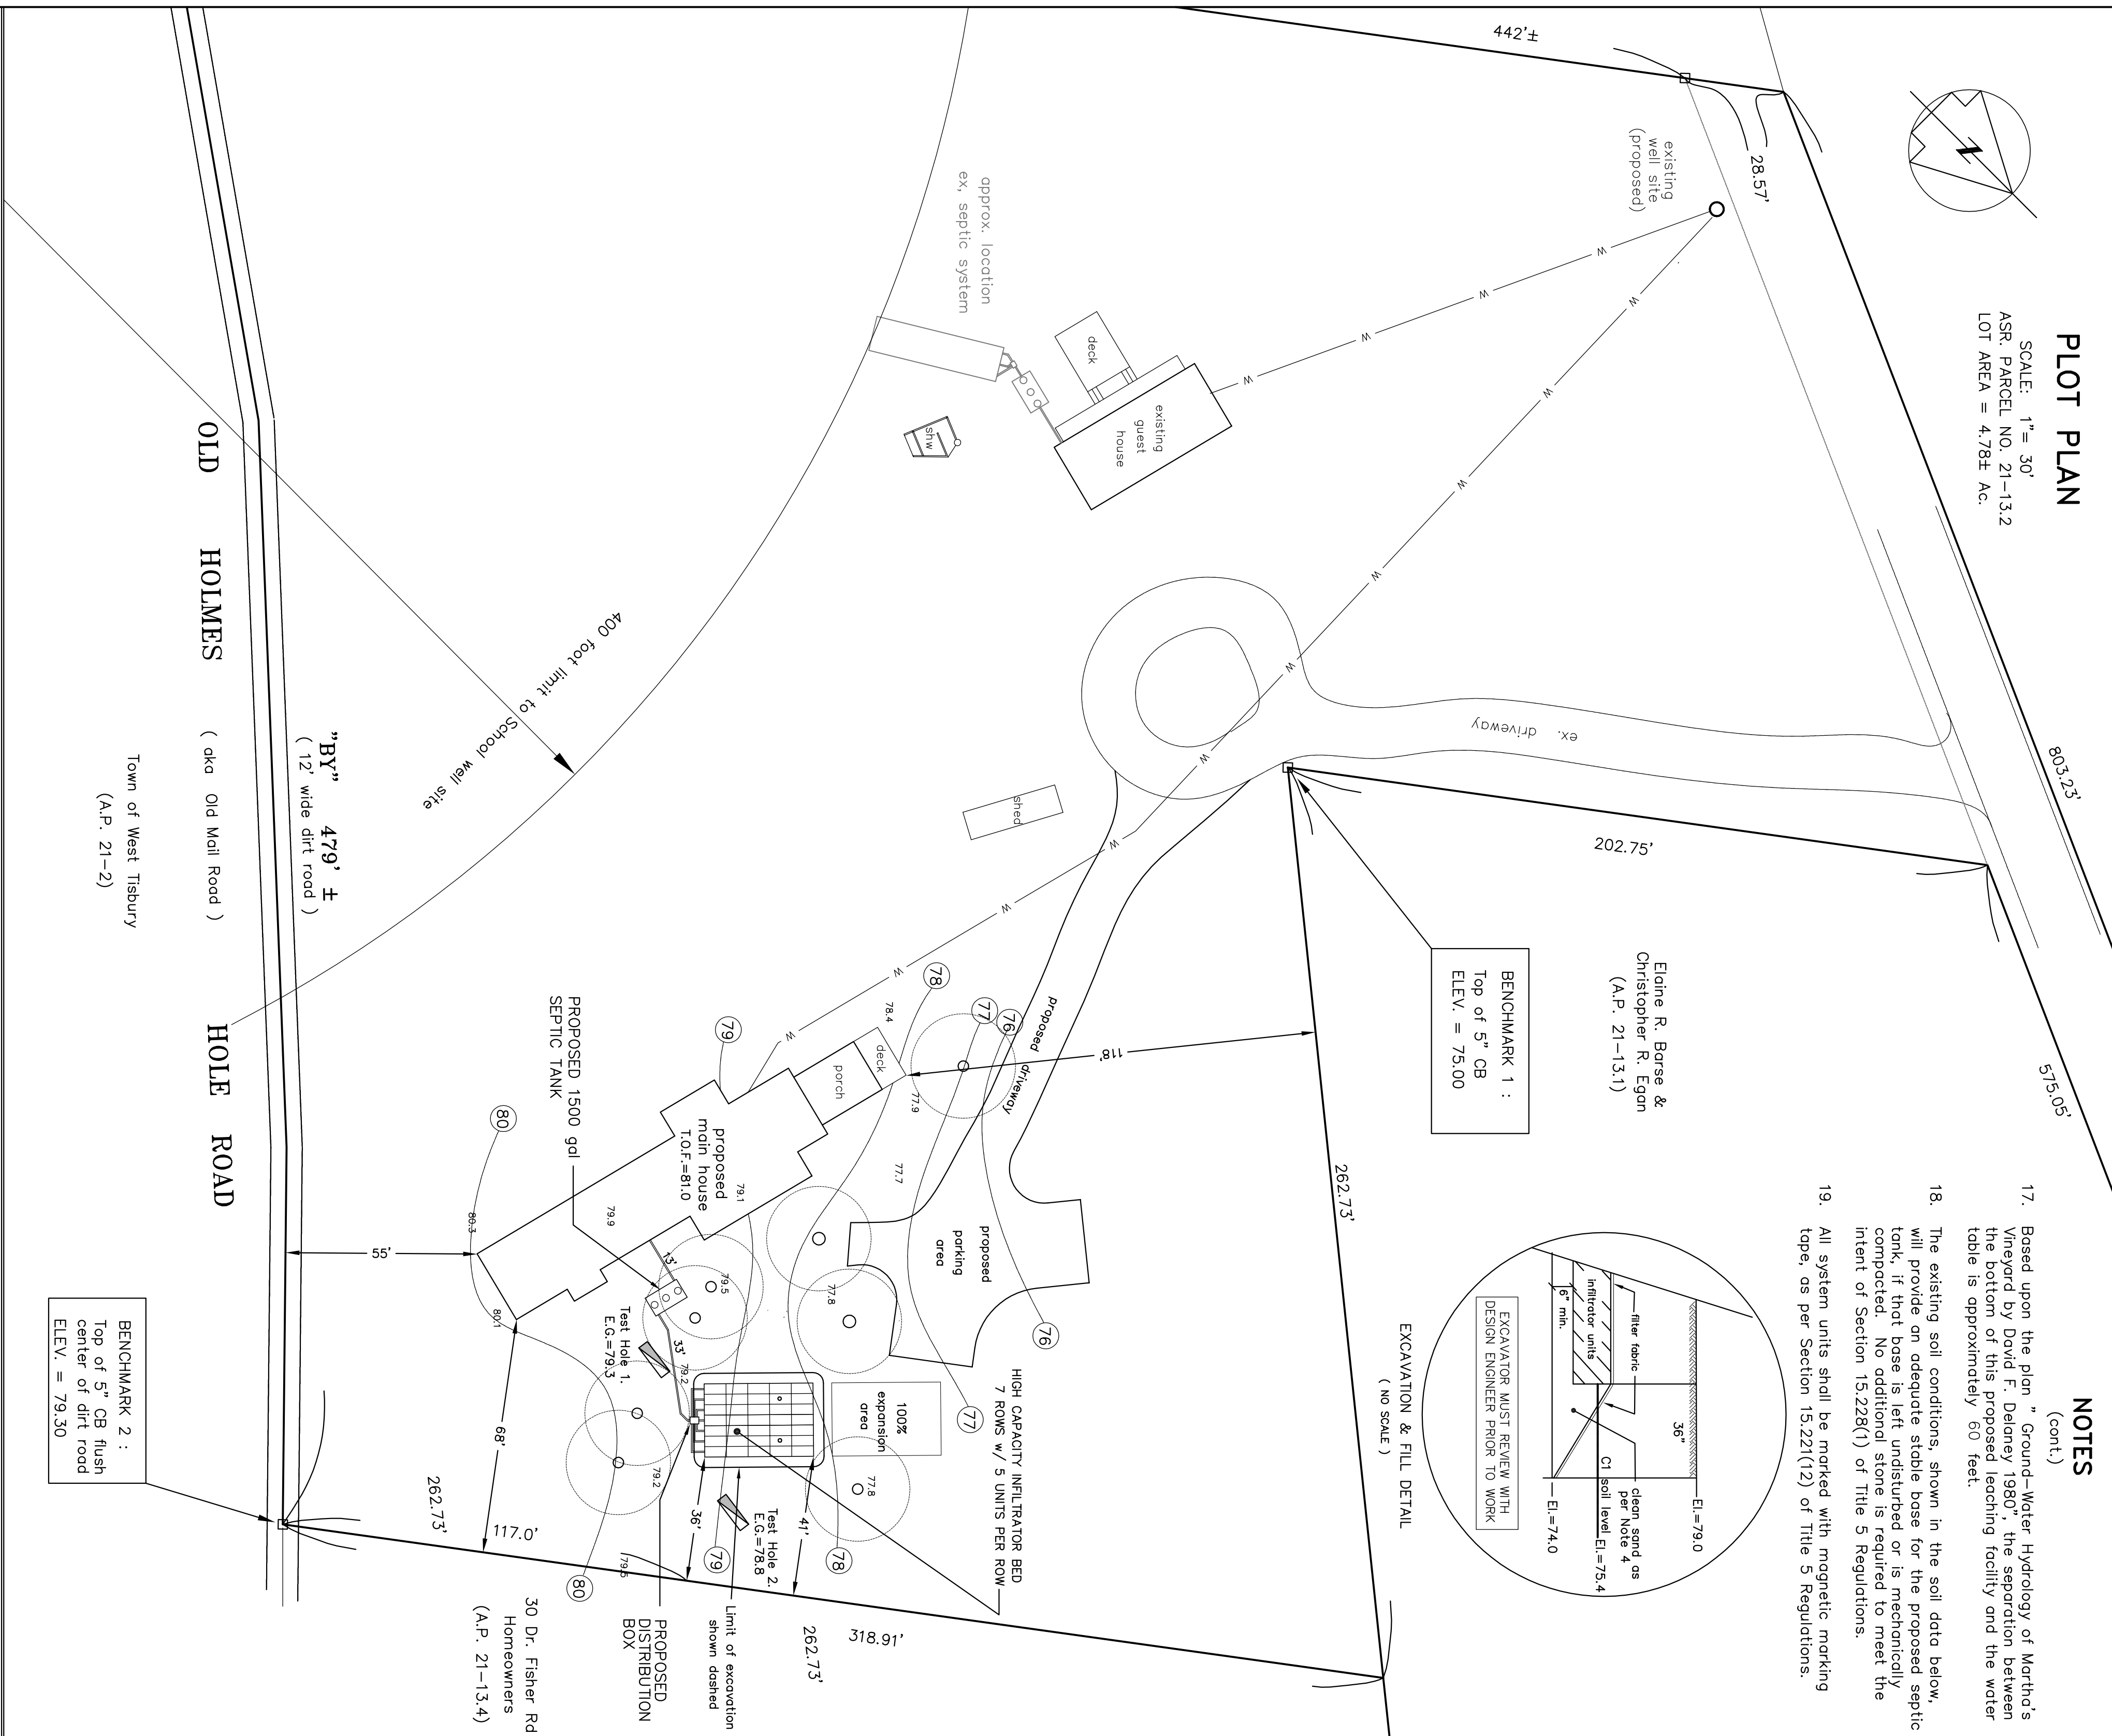 PLOT PLAN
SCALE: 1"= 30'
ASR. PARCEL NO. 21-13.2
LOT AREA = 4.78± Ac.
NOTES
(cont.)
17. Based upon the plan " Ground-Water Hydrology of Martha's
Vineyard by David F. Delaney 1980", the separation between
the bottom of this proposed leaching facility and the water
table is approximately 60 feet.
18. The existing soil conditions, shown in the soil data below,
will provide an adequate stable base for the proposed septic
tank, if that base is left undisturbed or is mechanically
compacted. No additional stone is required to meet the
intent of Section 15.228(1) of Title 5 Regulations.
19. All system units shall be marked with magnetic marking
tape, as per Section 15.221(12) of Title 5 Regulations.
803.23'
575.05'
442'±
28.57'
existing
well site
(proposed)
W
W
W
W
W
W
W
W
W
W
W
W
W
W
ex. driveway
202.75'
Elaine R. Barse &
Christopher R. Egan
(A.P. 21-13.1)
BENCHMARK 1 :
Top of 5" CB
ELEV. = 75.00
36"
El.=79.0
clean sand as
per Note 4
filter fabric
infiltrator units
C1 soil level El.=75.4
6" min.
El.=74.0
EXCAVATOR MUST REVIEW WITH
DESIGN ENGINEER PRIOR TO WORK
EXCAVATION & FILL DETAIL
( NO SCALE )
262.73'
existing
guest
house
deck
approx. location
ex, septic system
shw
shed
118'
proposed driveway
proposed
parking
area
76
77
78
79
80
76
77
78
79
80
78.4
77.9
77.7
77.8
77.8
79.1
79.5
79.9
79.2
79.2
80.3
80.1
79.5
deck
porch
proposed
main house
T.O.F.=81.0
PROPOSED 1500 gal
SEPTIC TANK
13'
33'
Test Hole 1.
E.G.=79.3
Test Hole 2.
E.G.=78.8
100%
expansion
area
HIGH CAPACITY INFILTRATOR BED
7 ROWS w/ 5 UNITS PER ROW
41'
36'
68'
55'
Limit of excavation
shown dashed
PROPOSED
DISTRIBUTION
BOX
318.91'
262.73'
117.0'
262.73'
30 Dr. Fisher Rd
Homeowners
(A.P. 21-13.4)
400 foot limit to School well site
"BY" 479' ±
( 12' wide dirt road )
OLD HOLMES HOLE ROAD
( aka Old Mail Road )
Town of West Tisbury
(A.P. 21-2)
BENCHMARK 2 :
Top of 5" CB flush
center of dirt road
ELEV. = 79.30